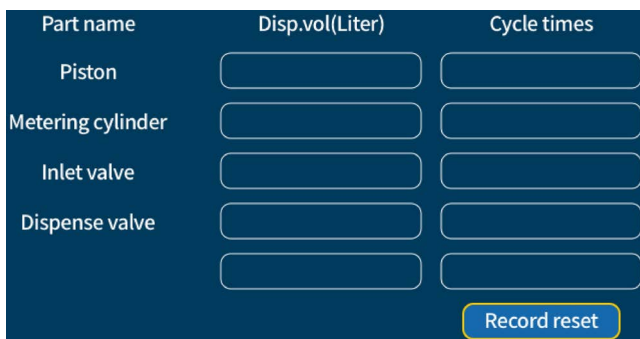 Part name Disp.vol(Liter) Cycle times
Piston
Metering cylinder
Inlet valve
Dispense valve
Record reset